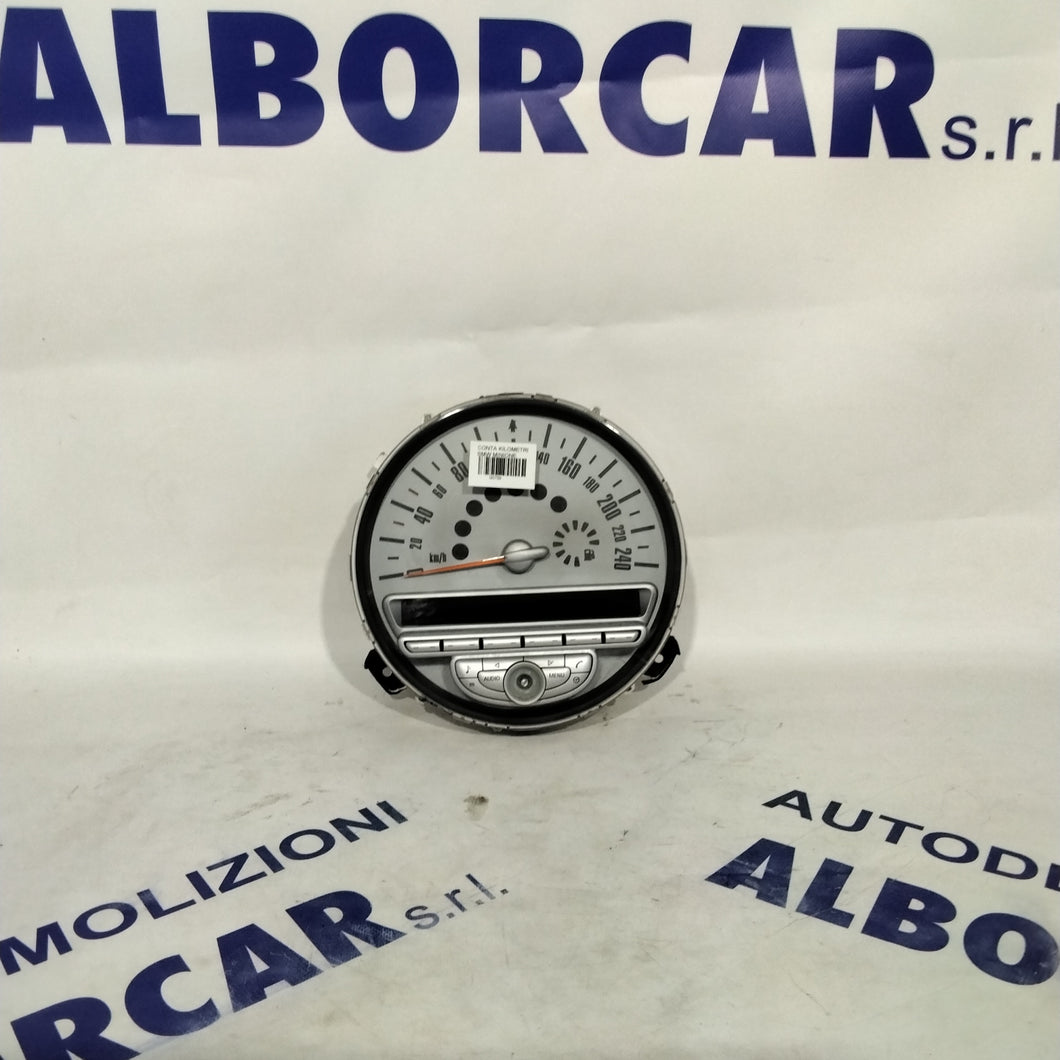 ALBORCAR s.r.l
CONTA KILOMETRI
20 40 60 80 160 180 200 220 240
km/h
AUDIO MENU
MOLIZIONI
RCAR s.r.l.
AUTODE
ALBO